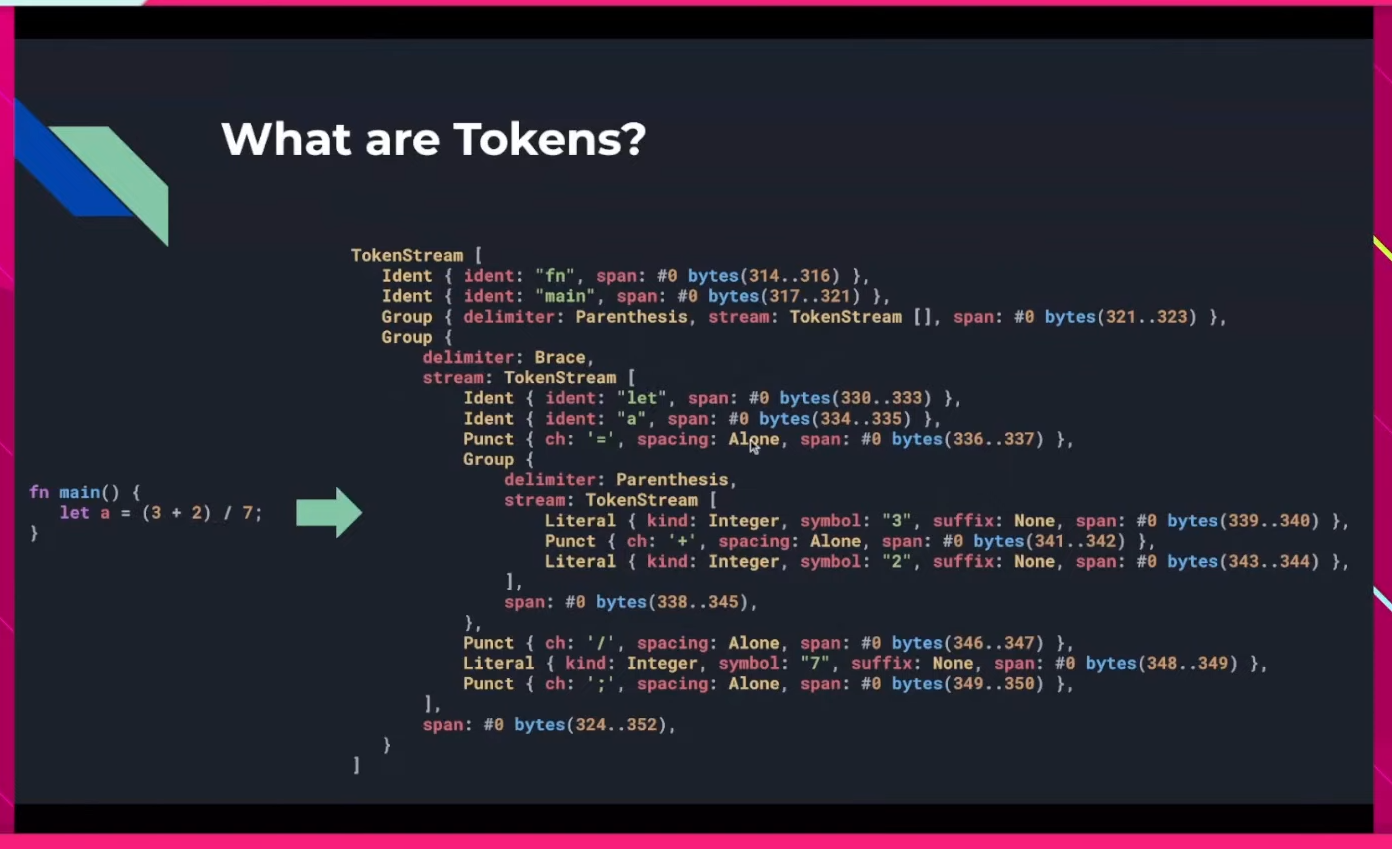 What are Tokens?
fn main() {
   let a = (3 + 2) / 7;
}
TokenStream [
   Ident { ident: "fn", span: #0 bytes(314..316) },
   Ident { ident: "main", span: #0 bytes(317..321) },
   Group { delimiter: Parenthesis, stream: TokenStream [], span: #0 bytes(321..323) },
   Group {
       delimiter: Brace,
       stream: TokenStream [
           Ident { ident: "let", span: #0 bytes(330..333) },
           Ident { ident: "a", span: #0 bytes(334..335) },
           Punct { ch: '=', spacing: Alone, span: #0 bytes(336..337) },
           Group {
               delimiter: Parenthesis,
               stream: TokenStream [
                   Literal { kind: Integer, symbol: "3", suffix: None, span: #0 bytes(339..340) },
                   Punct { ch: '+', spacing: Alone, span: #0 bytes(341..342) },
                   Literal { kind: Integer, symbol: "2", suffix: None, span: #0 bytes(343..344) },
               ],
               span: #0 bytes(338..345),
           },
           Punct { ch: '/', spacing: Alone, span: #0 bytes(346..347) },
           Literal { kind: Integer, symbol: "7", suffix: None, span: #0 bytes(348..349) },
           Punct { ch: ';', spacing: Alone, span: #0 bytes(349..350) },
       ],
       span: #0 bytes(324..352),
   }
]